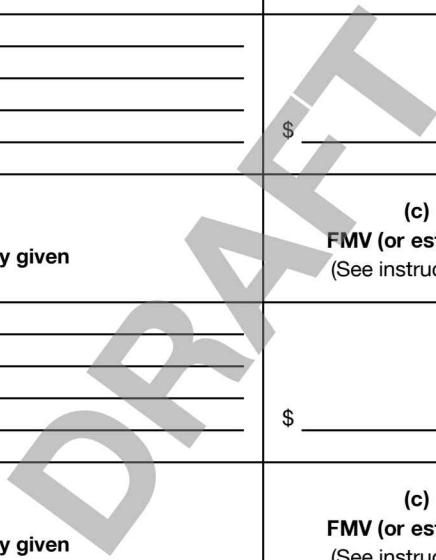 $
(c)
y given
FMV (or est
(See instruc
$
(c)
y given
FMV (or est
(See instruc
DRAFT